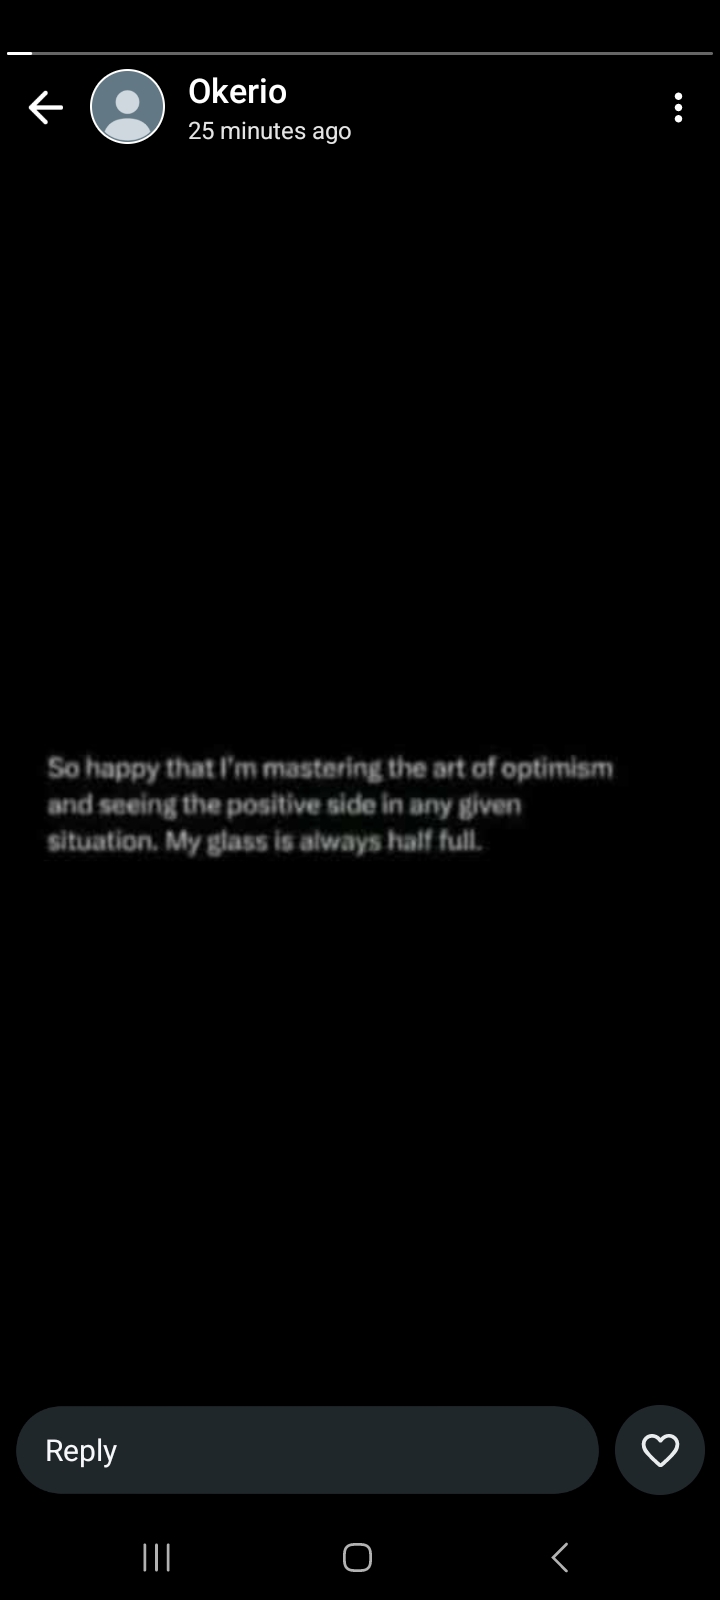 Okerio
25 minutes ago
So happy that I'm mastering the art of optimism
and seeing the positive side in any given
situation. My glass is always half full.
Reply